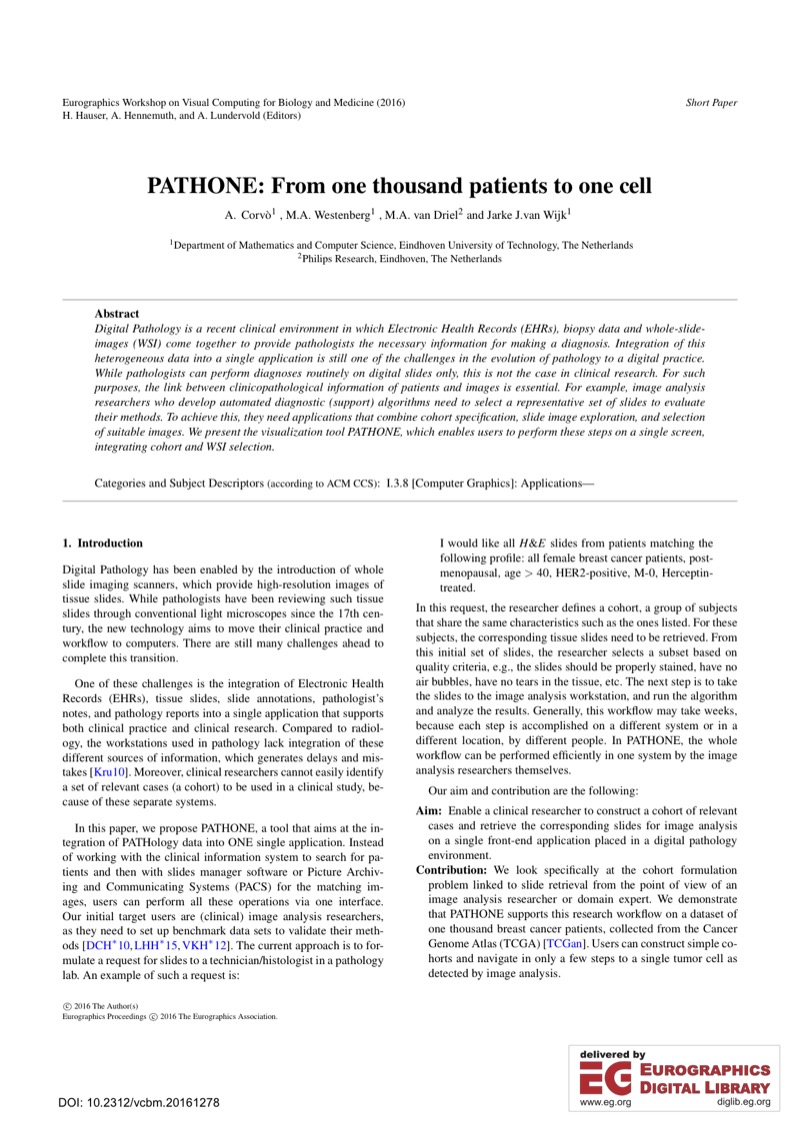 Eurographics Workshop on Visual Computing for Biology and Medicine (2016)
H. Hauser, A. Hennemuth, and A. Lundervold (Editors)
Short Paper
PATHONE: From one thousand patients to one cell
A. Corvò1 , M.A. Westenberg1 , M.A. van Driel2 and Jarke J.van Wijk1
1Department of Mathematics and Computer Science, Eindhoven University of Technology, The Netherlands
2Philips Research, Eindhoven, The Netherlands
Abstract
Digital Pathology is a recent clinical environment in which Electronic Health Records (EHRs), biopsy data and whole-slide-
images (WSI) come together to provide pathologists the necessary information for making a diagnosis. Integration of this
heterogeneous data into a single application is still one of the challenges in the evolution of pathology to a digital practice.
While pathologists can perform diagnoses routinely on digital slides only, this is not the case in clinical research. For such
purposes, the link between clinicopathological information of patients and images is essential. For example, image analysis
researchers who develop automated diagnostic (support) algorithms need to select a representative set of slides to evaluate
their methods. To achieve this, they need applications that combine cohort specification, slide image exploration, and selection
of suitable images. We present the visualization tool PATHONE, which enables users to perform these steps on a single screen,
integrating cohort and WSI selection.
Categories and Subject Descriptors (according to ACM CCS): I.3.8 [Computer Graphics]: Applications—
1. Introduction
Digital Pathology has been enabled by the introduction of whole
slide imaging scanners, which provide high-resolution images of
tissue slides. While pathologists have been reviewing such tissue
slides through conventional light microscopes since the 17th cen-
tury, the new technology aims to move their clinical practice and
workflow to computers. There are still many challenges ahead to
complete this transition.
One of these challenges is the integration of Electronic Health
Records (EHRs), tissue slides, slide annotations, pathologist's
notes, and pathology reports into a single application that supports
both clinical practice and clinical research. Compared to radiol-
ogy, the workstations used in pathology lack integration of these
different sources of information, which generates delays and mis-
takes [Kru10]. Moreover, clinical researchers cannot easily identify
a set of relevant cases (a cohort) to be used in a clinical study, be-
cause of these separate systems.
In this paper, we propose PATHONE, a tool that aims at the in-
tegration of PATHology data into ONE single application. Instead
of working with the clinical information system to search for pa-
tients and then with slides manager software or Picture Archiv-
ing and Communicating Systems (PACS) for the matching im-
ages, users can perform all these operations via one interface.
Our initial target users are (clinical) image analysis researchers,
as they need to set up benchmark data sets to validate their meth-
ods [DCH*10, LHH*15, VKH*12]. The current approach is to for-
mulate a request for slides to a technician/histologist in a pathology
lab. An example of such a request is:
I would like all H&E slides from patients matching the
following profile: all female breast cancer patients, post-
menopausal, age > 40, HER2-positive, M-0, Herceptin-
treated.
In this request, the researcher defines a cohort, a group of subjects
that share the same characteristics such as the ones listed. For these
subjects, the corresponding tissue slides need to be retrieved. From
this initial set of slides, the researcher selects a subset based on
quality criteria, e.g., the slides should be properly stained, have no
air bubbles, have no tears in the tissue, etc. The next step is to take
the slides to the image analysis workstation, and run the algorithm
and analyze the results. Generally, this workflow may take weeks,
because each step is accomplished on a different system or in a
different location, by different people. In PATHONE, the whole
workflow can be performed efficiently in one system by the image
analysis researchers themselves.
Our aim and contribution are the following:
Aim: Enable a clinical researcher to construct a cohort of relevant
cases and retrieve the corresponding slides for image analysis
on a single front-end application placed in a digital pathology
environment.
Contribution: We look specifically at the cohort formulation
problem linked to slide retrieval from the point of view of an
image analysis researcher or domain expert. We demonstrate
that PATHONE supports this research workflow on a dataset of
one thousand breast cancer patients, collected from the Cancer
Genome Atlas (TCGA) [TCGan]. Users can construct simple co-
horts and navigate in only a few steps to a single tumor cell as
detected by image analysis.
© 2016 The Author(s)
Eurographics Proceedings © 2016 The Eurographics Association.
DOI: 10.2312/vcbm.20161278
delivered by
EG EUROGRAPHICS
DIGITAL LIBRARY
www.eg.org diglib.eg.org